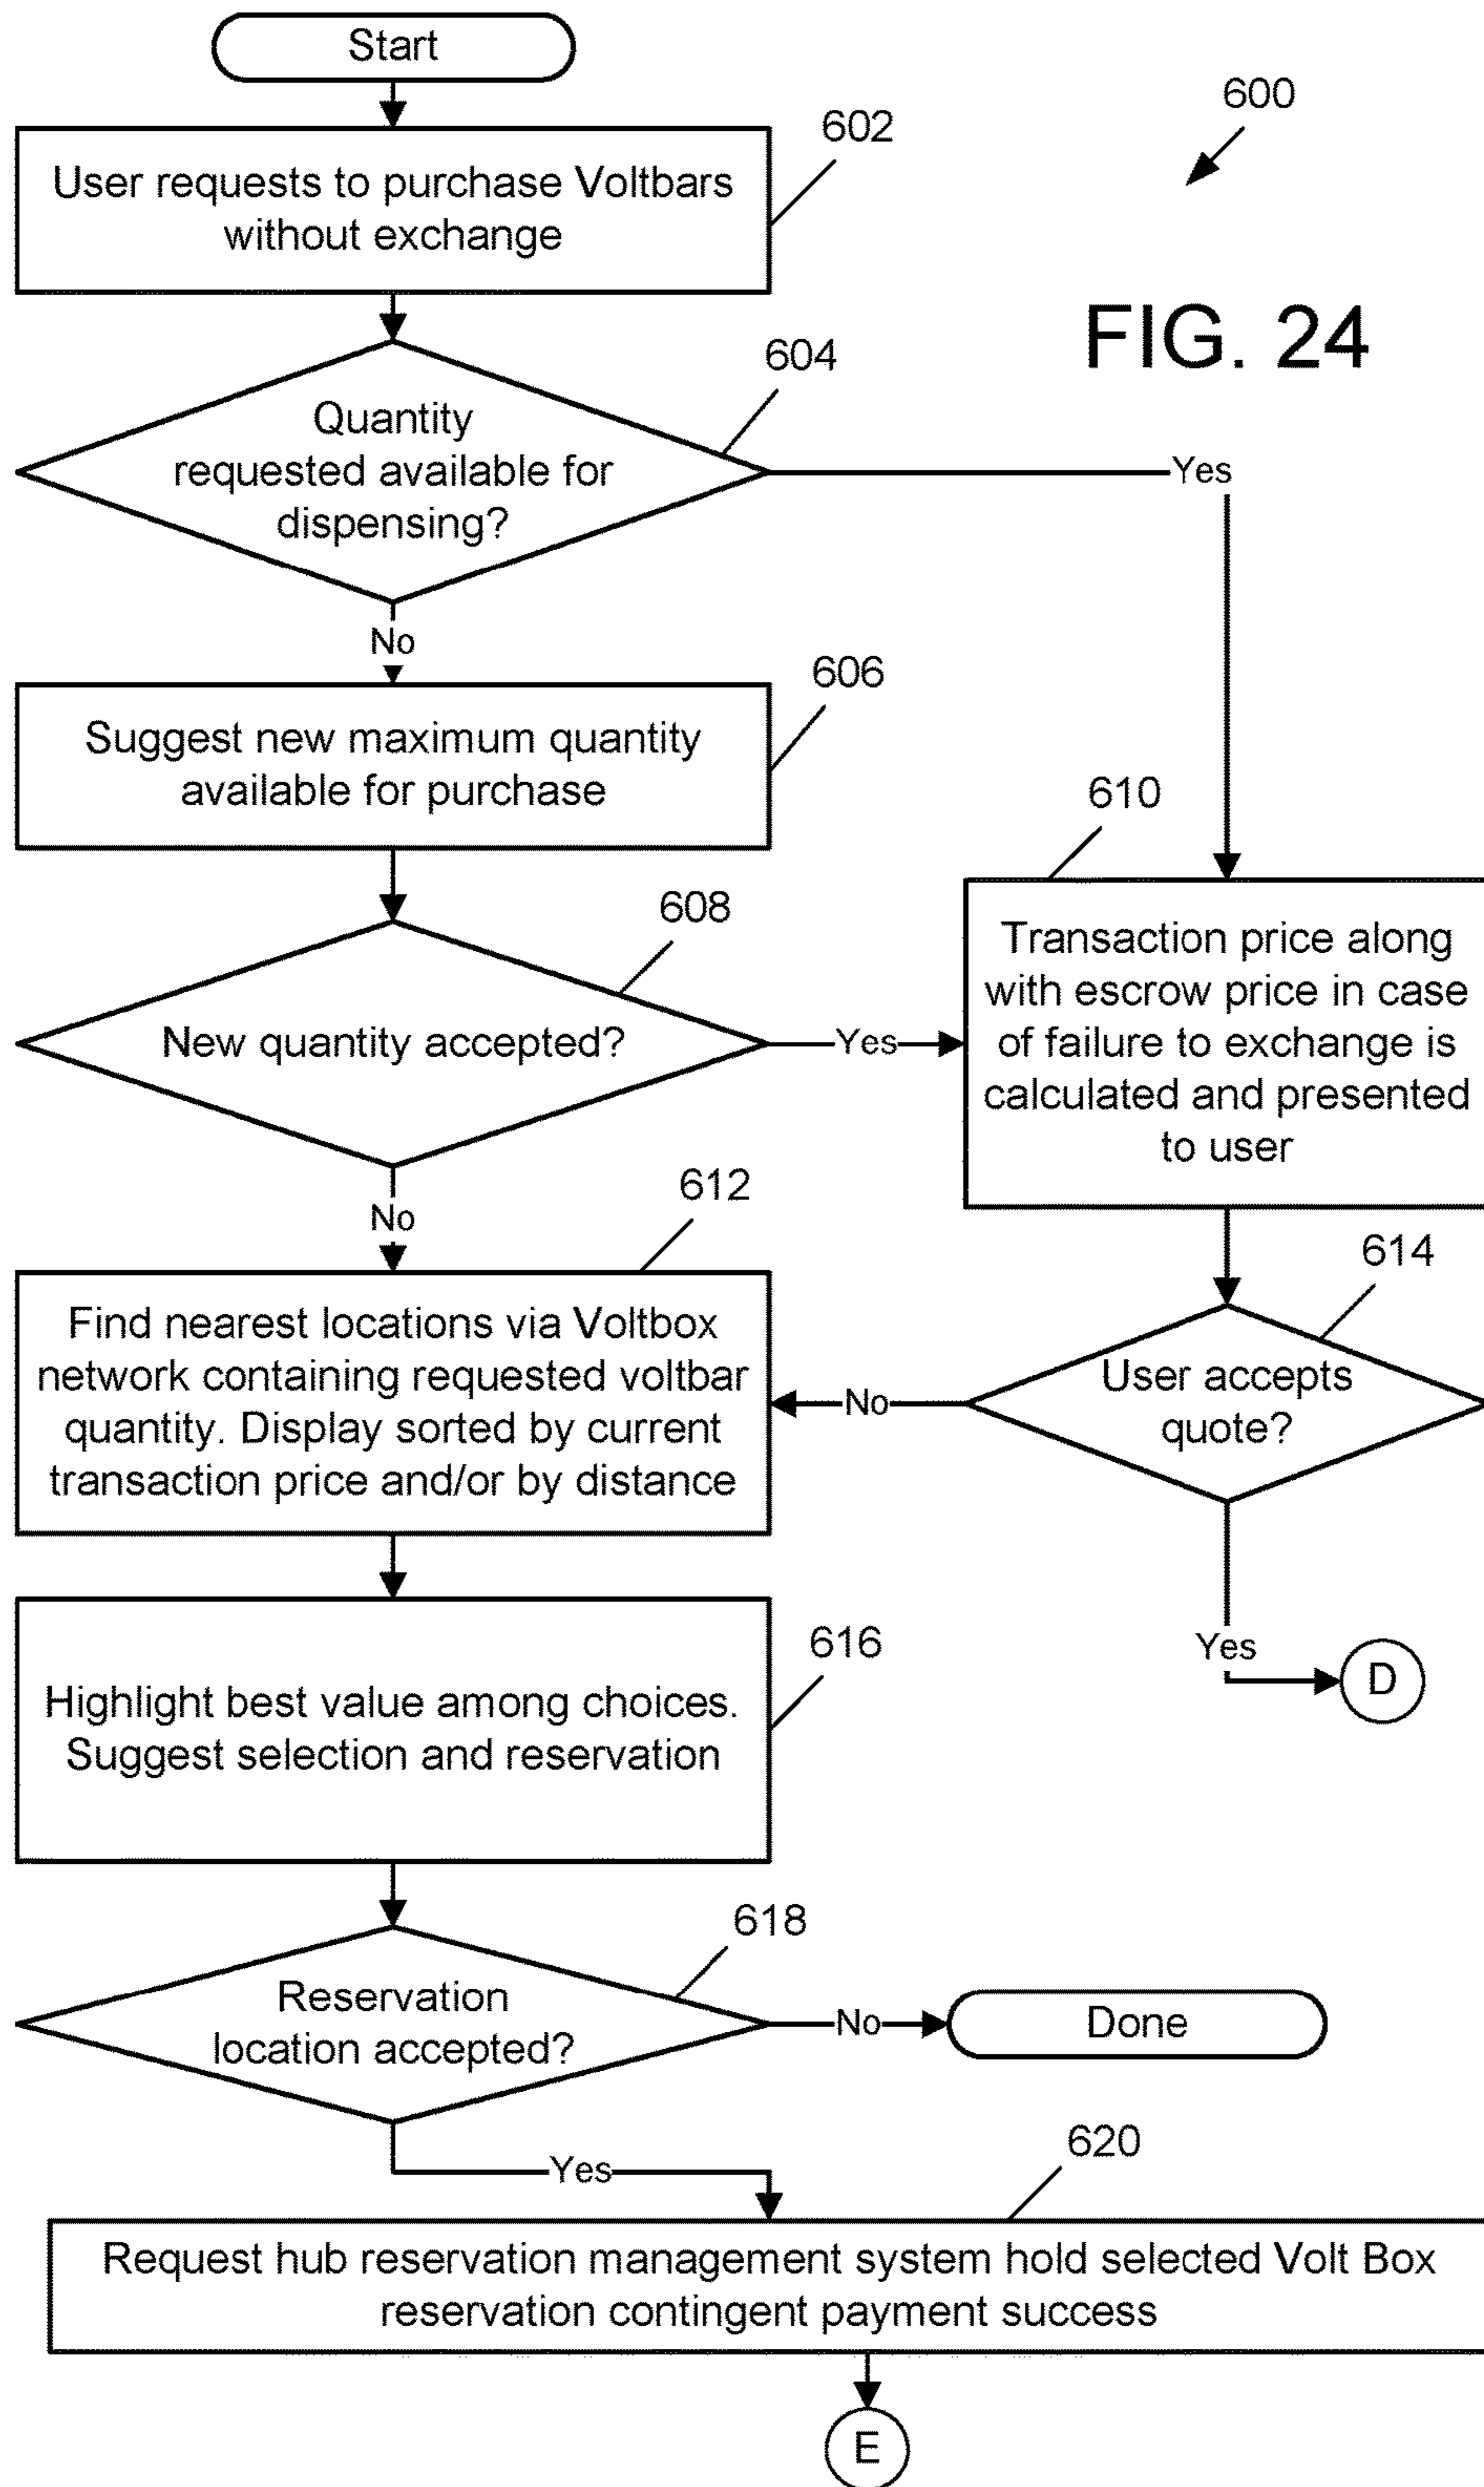 Start
600
602
User requests to purchase Voltbars
without exchange
FIG. 24
604
Quantity
requested available for
dispensing?
Yes
No
606
Suggest new maximum quantity
available for purchase
610
608
New quantity accepted?
Yes
Transaction price along
with escrow price in case
of failure to exchange is
calculated and presented
to user
No
612
614
Find nearest locations via Voltbox
network containing requested voltbar
quantity. Display sorted by current
transaction price and/or by distance
No
User accepts
quote?
616
Yes
D
Highlight best value among choices.
Suggest selection and reservation
618
Reservation
location accepted?
No
Done
Yes
620
Request hub reservation management system hold selected Volt Box
reservation contingent payment success
E